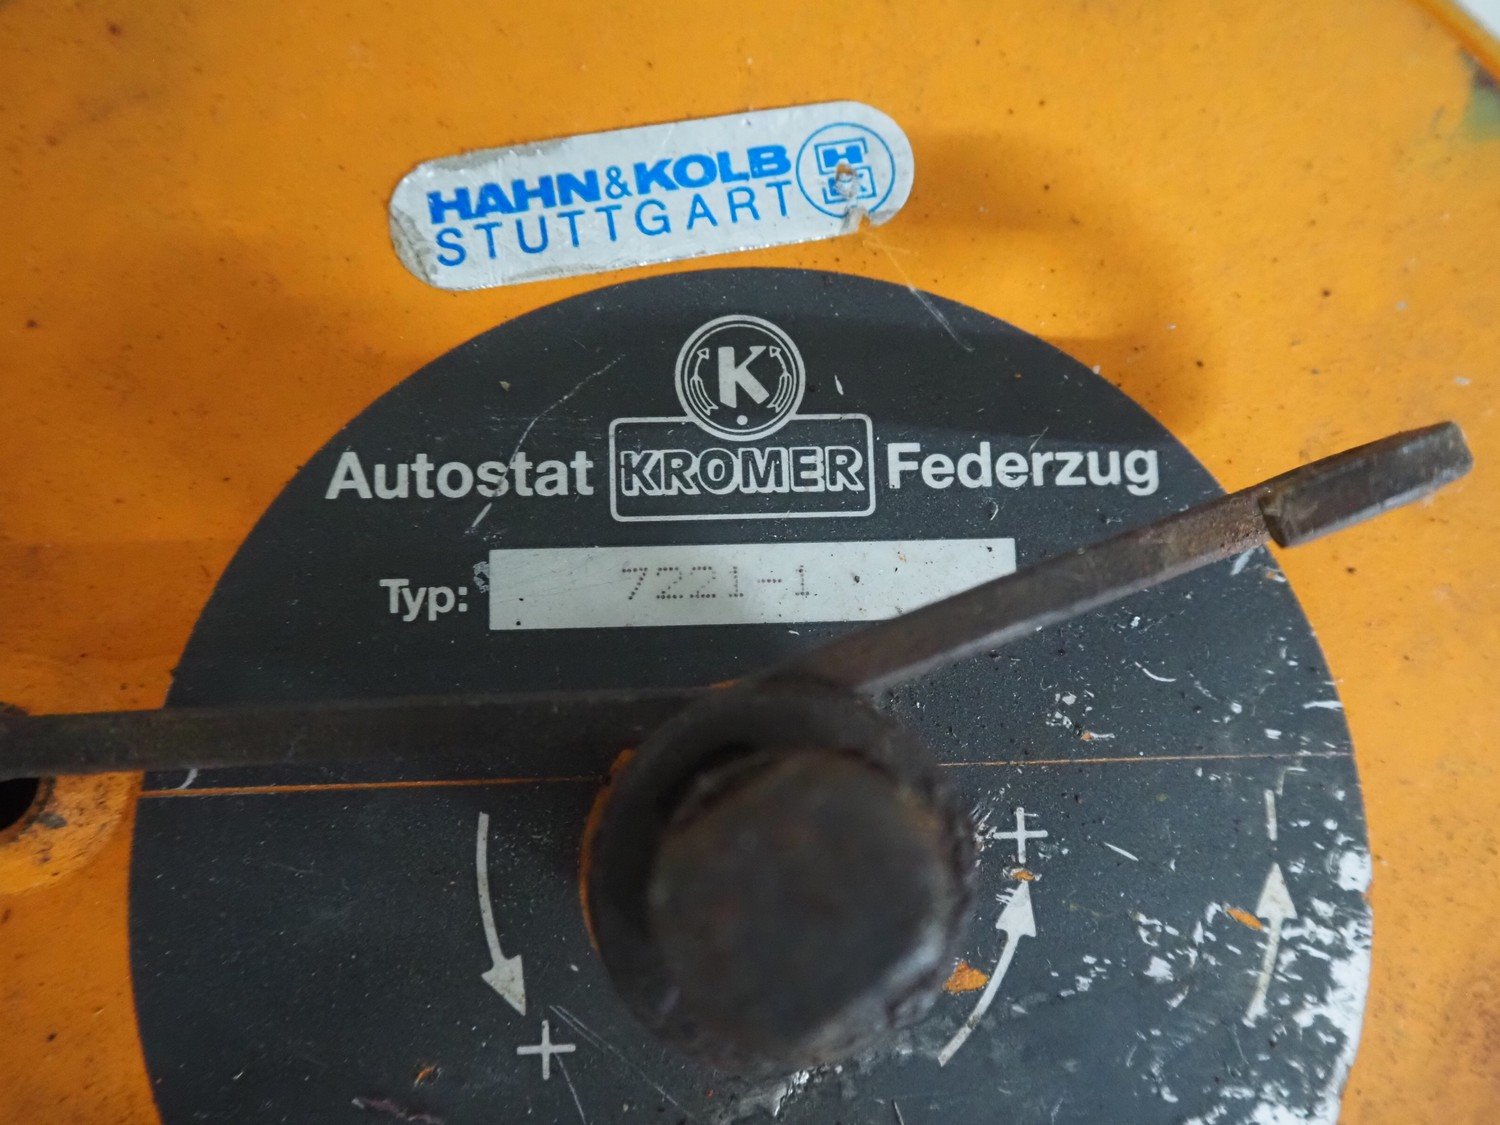 HAHN&KOLB
STUTTGART
H
K
K
Autostat KROMER Federzug
Typ: 7221-1
+
-
+